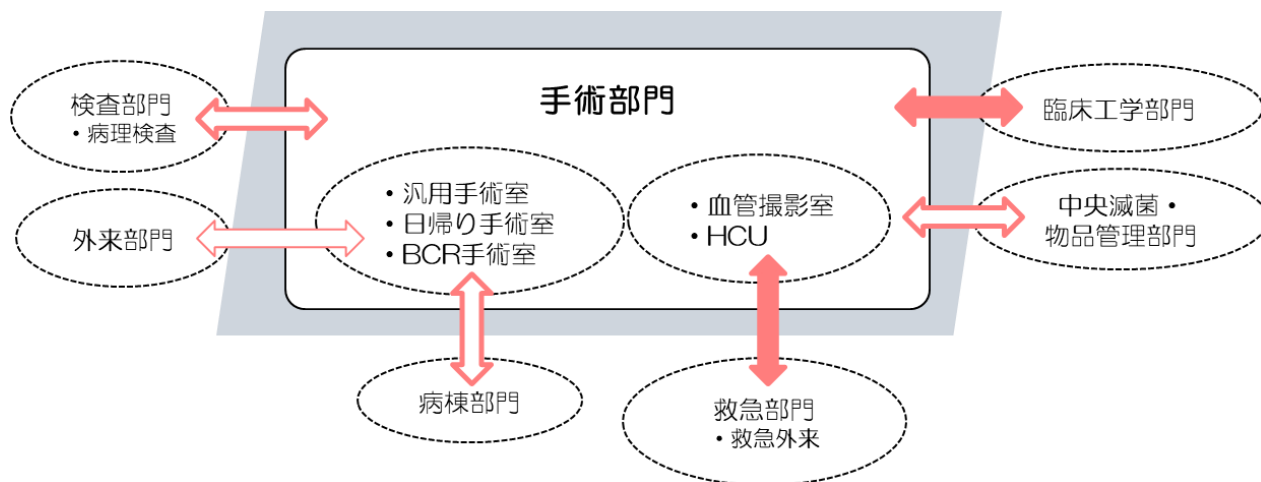 手術部門
検査部門
・病理検査
臨床工学部門
・汎用手術室
・日帰り手術室
・BCR手術室
・血管撮影室
・HCU
外来部門
中央滅菌・
物品管理部門
病棟部門
救急部門
・救急外来